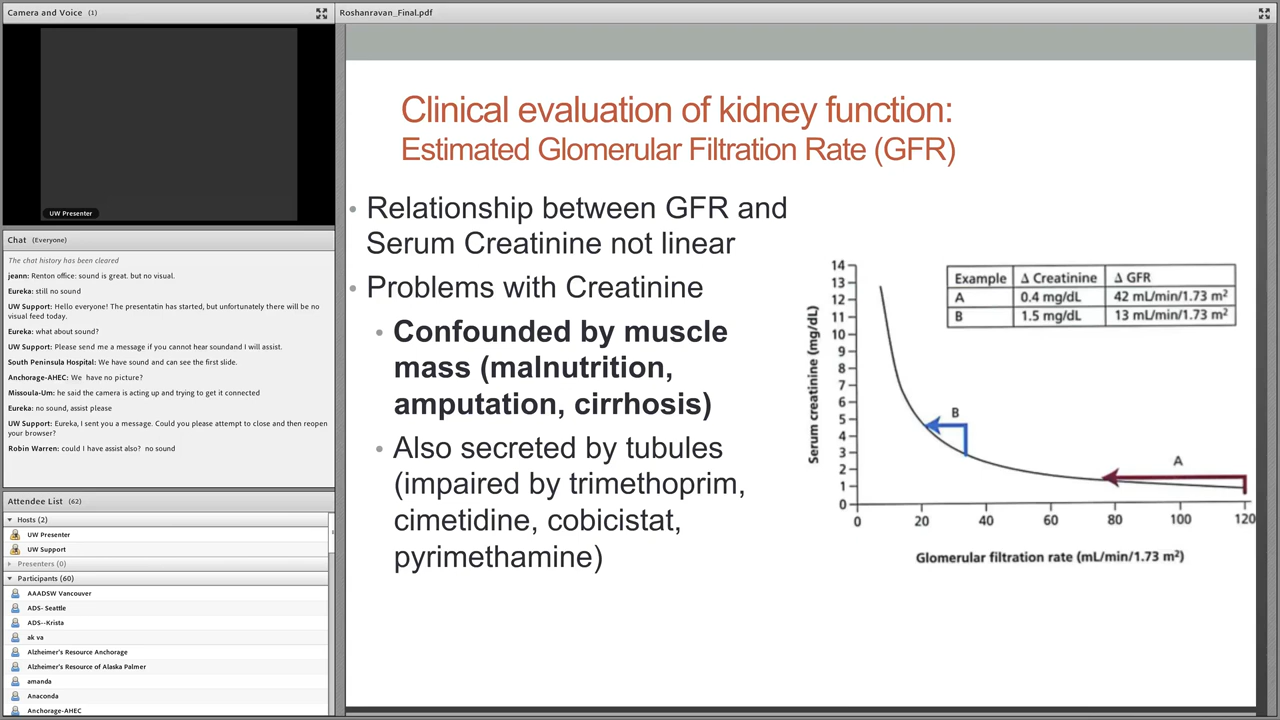 Camera and Voice (1)
UW Presenter
Chat (Everyone)
The chat history has been cleared
jeann: Renton office: sound is great. but no visual.
Eureka: still no sound
UW Support: Hello everyone! The presentatin has started, but unfortunately there will be no
visual feed today.
Eureka: what about sound?
UW Support: Please send me a message if you cannot hear soundand I will assist.
South Peninsula Hospital: We have sound and can see the first slide.
Anchorage-AHEC: We have no picture?
Missoula-Um: he said the camera is acting up and trying to get it connected
Eureka: no sound, assist please
UW Support: Eureka, I sent you a message. Could you please attempt to close and then reopen
your browser?
Robin Warren: could I have assist also? no sound
Attendee List (62)
Hosts (2)
UW Presenter
UW Support
Presenters (0)
Participants (60)
AAADSW Vancouver
ADS- Seattle
ADS--Krista
ak va
Alzheimer's Resource Anchorage
Alzheimer's Resource of Alaska Palmer
amanda
Anaconda
Anchorage-AHEC
Roshanravan_Final.pdf
Clinical evaluation of kidney function:
Estimated Glomerular Filtration Rate (GFR)
• Relationship between GFR and
Serum Creatinine not linear
• Problems with Creatinine
• Confounded by muscle
mass (malnutrition,
amputation, cirrhosis)
• Also secreted by tubules
(impaired by trimethoprim,
cimetidine, cobicistat,
pyrimethamine)
Example Δ Creatinine Δ GFR
A 0.4 mg/dL 42 mL/min/1.73 m²
B 1.5 mg/dL 13 mL/min/1.73 m²
Serum creatinine (mg/dL)
14
13
12
11
10
9
8
7
6
5
4
3
2
1
0
B
A
0 20 40 60 80 100 120
Glomerular filtration rate (mL/min/1.73 m²)